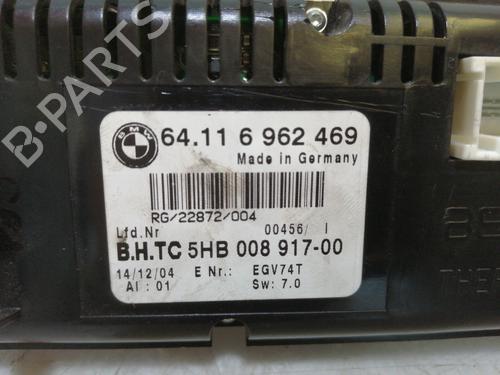 B-PARTS
BMW
64.11 6 962 469
Made in Germany
RG/22872/004
Lfd.Nr 00456/ I
B.H.TC 5HB 008 917-00
14/12/04 E Nr.: EGV74T
AI : 01 Sw: 7.0